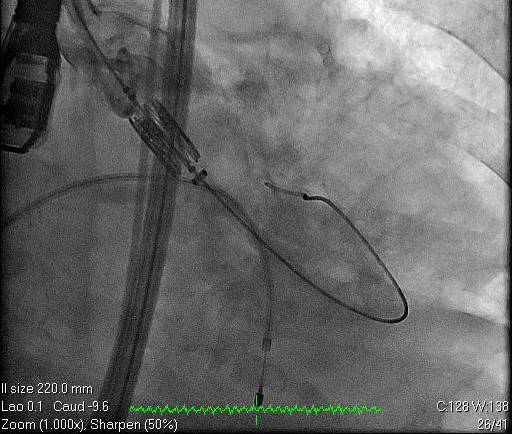 II size 220.0 mm
Lao 0.1 Caud -9.6 C:128 W:138
Zoom (1.000x), Sharpen (50%) 26/41